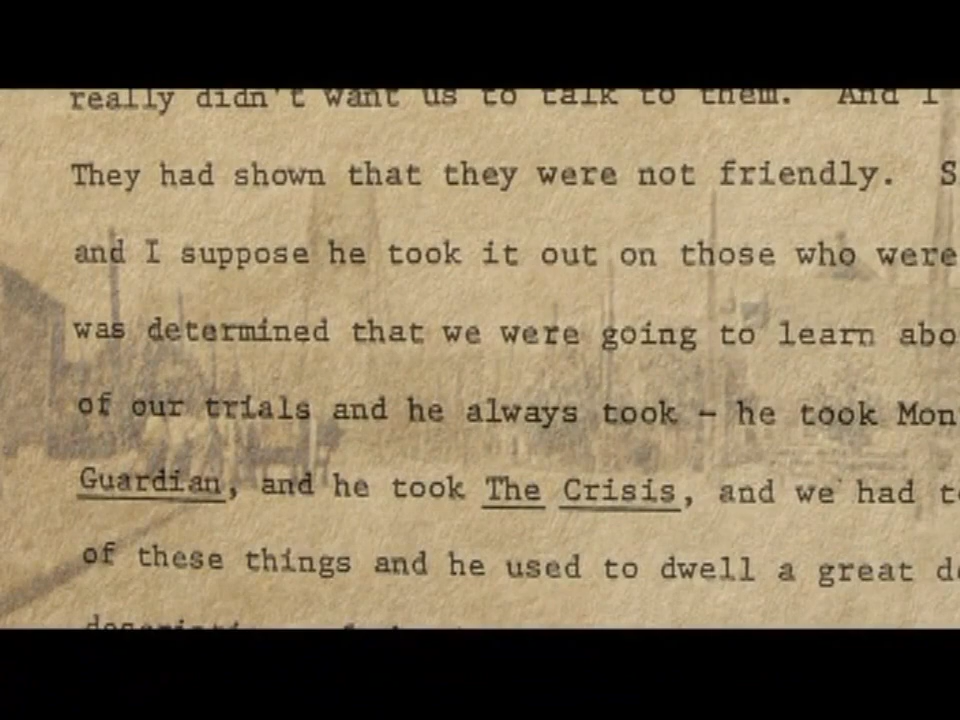 really didn't want us to talk to them. And I
They had shown that they were not friendly. S
and I suppose he took it out on those who were
was determined that we were going to learn abo
of our trials and he always took - he took Mon
Guardian, and he took The Crisis, and we had to
of these things and he used to dwell a great de